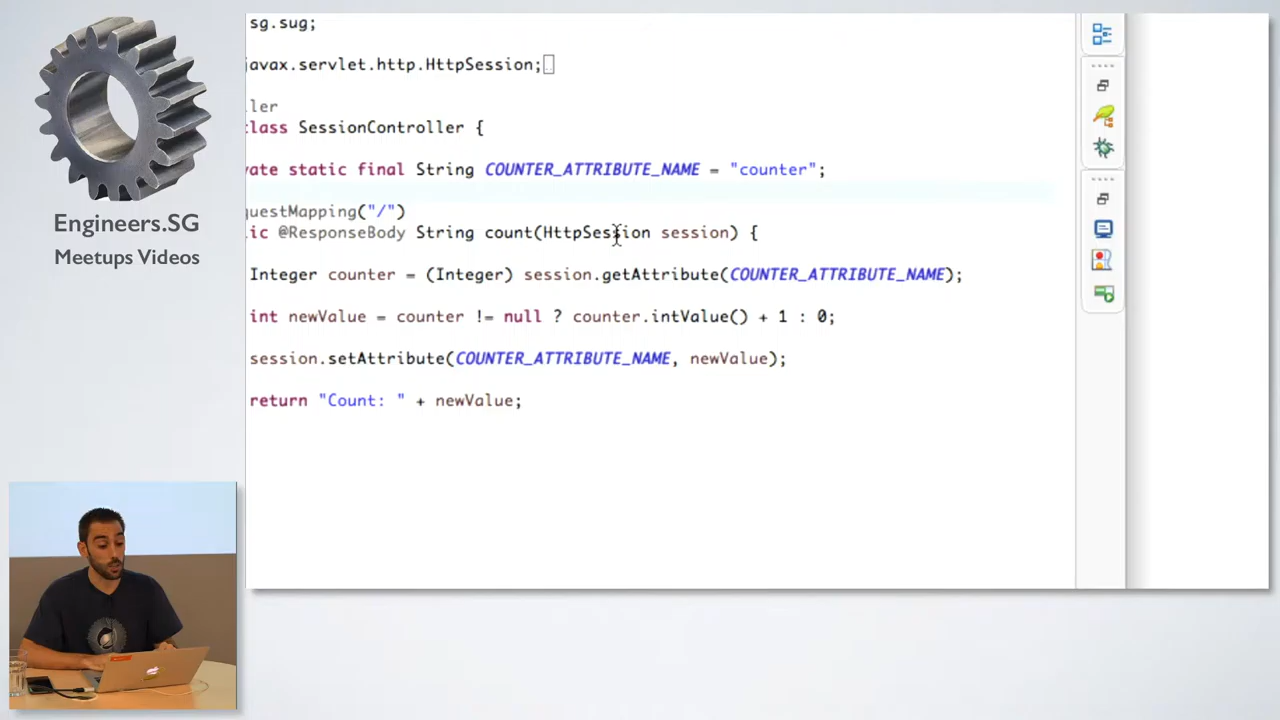 Engineers.SG
Meetups Videos
sg.sug;
javax.servlet.http.HttpSession;
ller
class SessionController {
vate static final String COUNTER_ATTRIBUTE_NAME = "counter";
questMapping("/")
ic @ResponseBody String count(HttpSession session) {
Integer counter = (Integer) session.getAttribute(COUNTER_ATTRIBUTE_NAME);
int newValue = counter != null ? counter.intValue() + 1 : 0;
session.setAttribute(COUNTER_ATTRIBUTE_NAME, newValue);
return "Count: " + newValue;